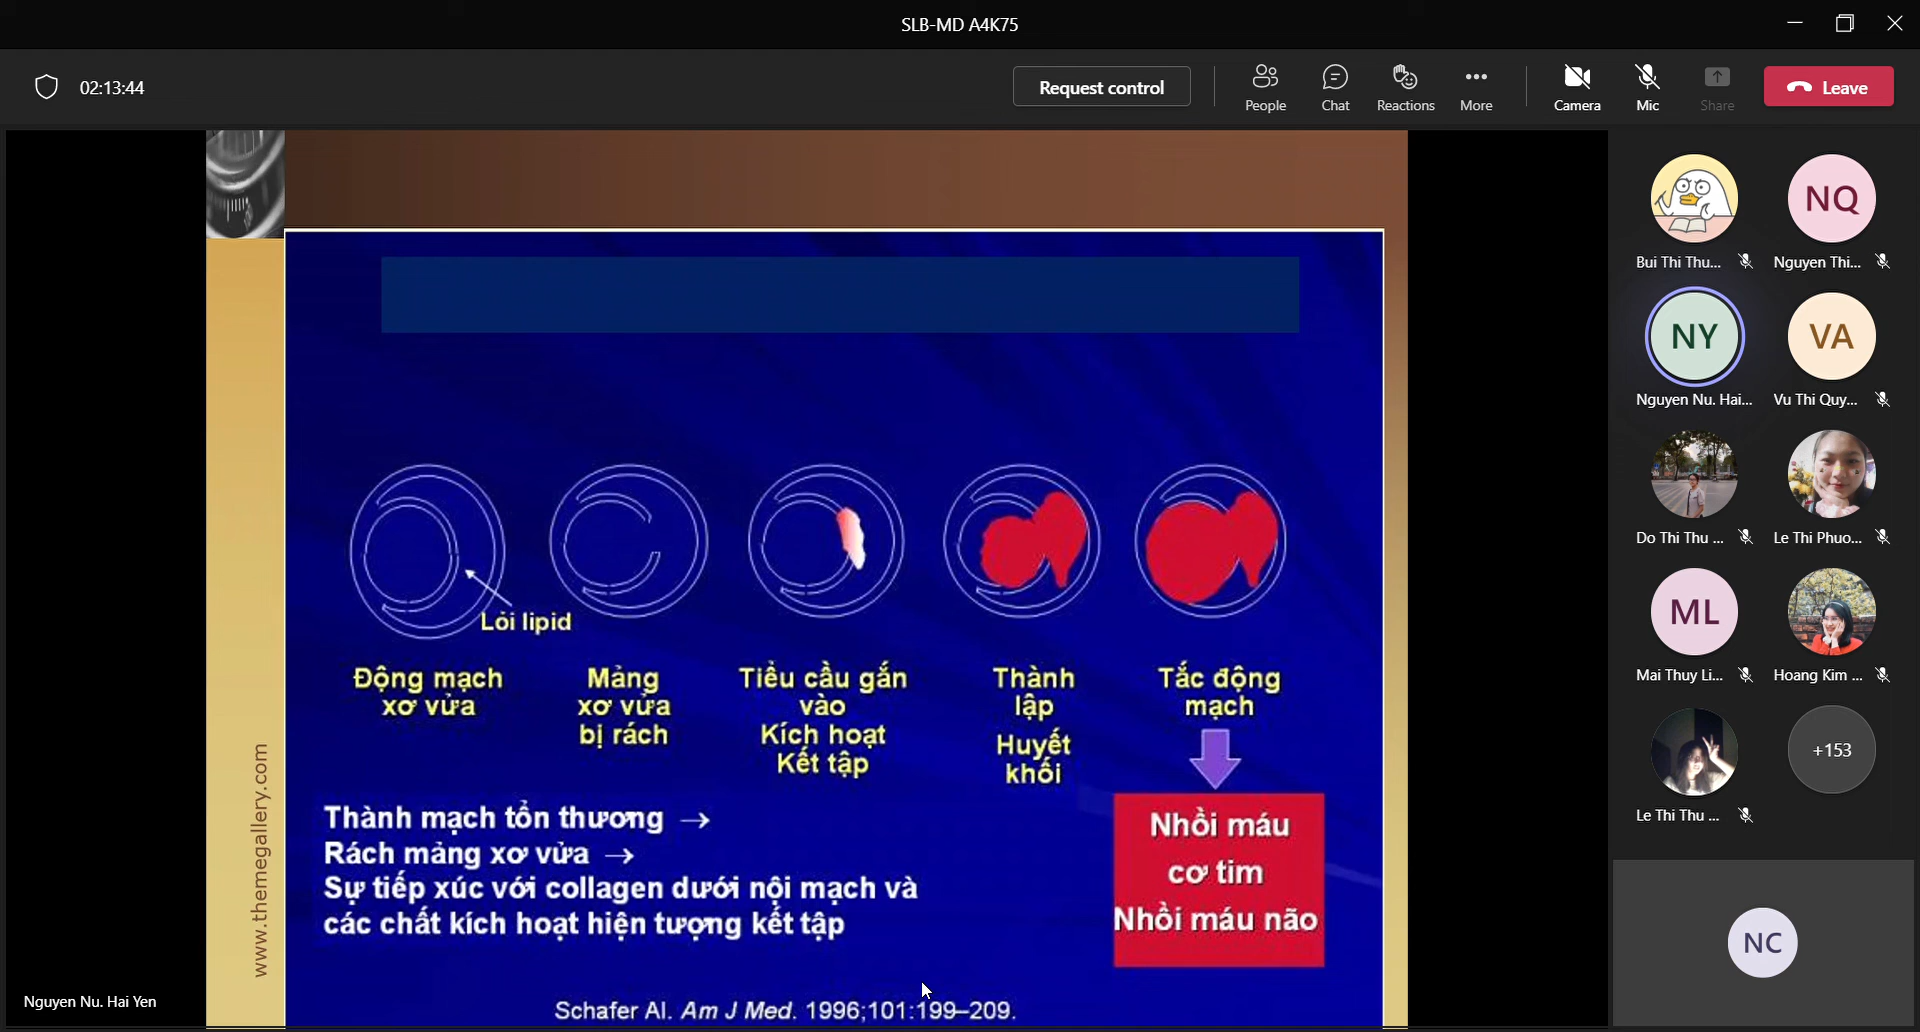 SLB-MD A4K75
02:13:44
Request control
People
Chat
Reactions
More
Camera
Mic
Share
Leave
Lỏi lipid
Động mạch
xơ vữa
Mảng
xơ vữa
bị rách
Tiểu cầu gắn
vào
Kích hoạt
Kết tập
Thành
lập
Huyết
khối
Tắc động
mạch
Thành mạch tổn thương →
Rách mảng xơ vữa →
Sự tiếp xúc với collagen dưới nội mạch và
các chất kích hoạt hiện tượng kết tập
Nhồi máu
cơ tim
Nhồi máu não
Schafer AI. Am J Med. 1996;101:199–209.
www.themegallery.com
Nguyen Nu. Hai Yen
Bui Thi Thu...
NQ
Nguyen Thi...
NY
Nguyen Nu. Hai...
VA
Vu Thi Quy...
Do Thi Thu ...
Le Thi Phuo...
ML
Mai Thuy Li...
Hoang Kim ...
Le Thi Thu ...
+153
NC